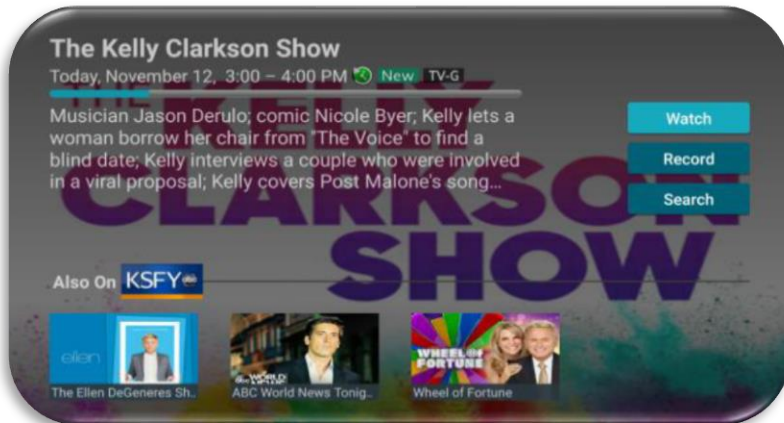 The Kelly Clarkson Show
Today, November 12, 3:00 – 4:00 PM New TV-G
Musician Jason Derulo; comic Nicole Byer; Kelly lets a
woman borrow her chair from "The Voice" to find a
blind date; Kelly interviews a couple who were involved
in a viral proposal; Kelly covers Post Malone's song...
Watch
Record
Search
THE
KELLY
CLARKSON
SHOW
Also On KSFY
ellen
The Ellen DeGeneres Sh..
WORLD NEWS
ABC World News Tonig..
WHEEL OF
FORTUNE
Wheel of Fortune